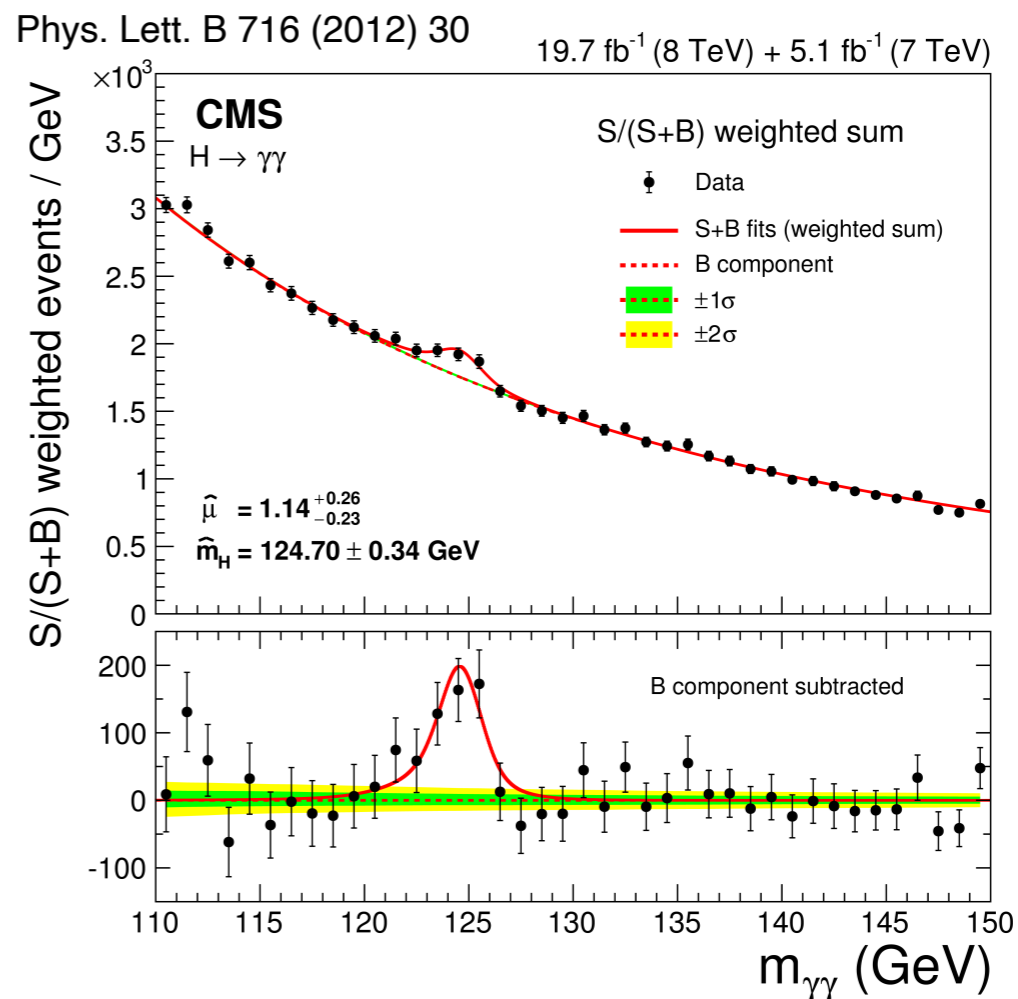 Phys. Lett. B 716 (2012) 30
19.7 fb⁻¹ (8 TeV) + 5.1 fb⁻¹ (7 TeV)
×10³
S/(S+B) weighted events / GeV
CMS
H → γγ
S/(S+B) weighted sum
Data
S+B fits (weighted sum)
B component
±1σ
±2σ
3.5
3
2.5
2
1.5
1
0.5
0
μ̂ = 1.14 +0.26 −0.23
m̂_H = 124.70 ± 0.34 GeV
B component subtracted
200
100
0
-100
110 115 120 125 130 135 140 145 150
m_γγ (GeV)